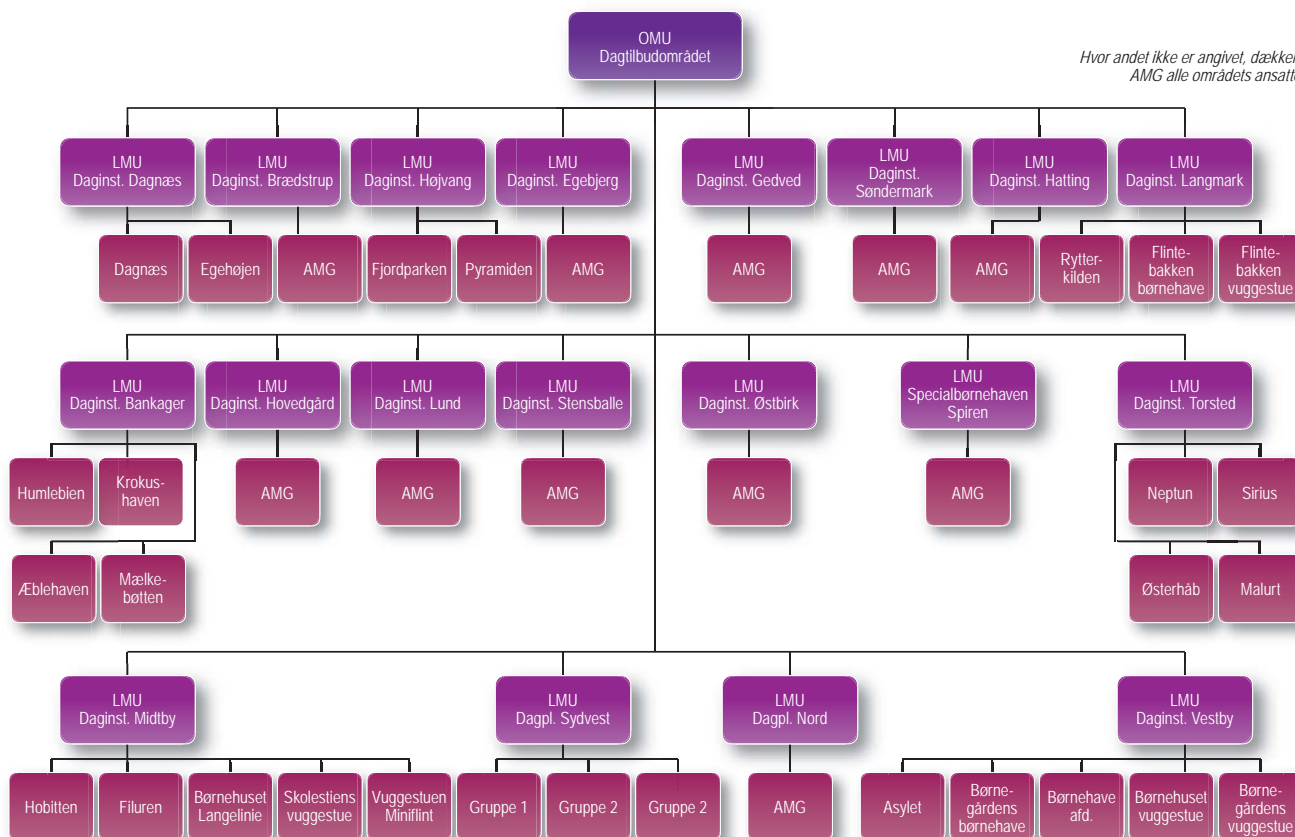 OMU
Dagtilbudområdet
Hvor andet ikke er angivet, dækker
AMG alle områdets ansatte
LMU
Daginst. Dagnæs
LMU
Daginst. Brædstrup
LMU
Daginst. Højvang
LMU
Daginst. Egebjerg
LMU
Daginst. Gedved
LMU
Daginst.
Søndermark
LMU
Daginst. Hatting
LMU
Daginst. Langmark
Dagnæs
Egehøjen
AMG
Fjordparken
Pyramiden
AMG
AMG
AMG
AMG
Rytter-
kilden
Flinte-
bakken
børnehave
Flinte-
bakken
vuggestue
LMU
Daginst. Bankager
LMU
Daginst. Hovedgård
LMU
Daginst. Lund
LMU
Daginst. Stensballe
LMU
Daginst. Østbirk
LMU
Specialbørnehaven
Spiren
LMU
Daginst. Torsted
Humlebien
Krokus-
haven
AMG
AMG
AMG
AMG
AMG
Neptun
Sirius
Æblehaven
Mælke-
bøtten
Østerhåb
Malurt
LMU
Daginst. Midtby
LMU
Dagpl. Sydvest
LMU
Dagpl. Nord
LMU
Daginst. Vestby
Hobitten
Filuren
Børnehuset
Langelinie
Skolestiens
vuggestue
Vuggestuen
Miniflint
Gruppe 1
Gruppe 2
Gruppe 2
AMG
Asylet
Børne-
gårdens
børnehave
Børnehave
afd.
Børnehuset
vuggestue
Børne-
gårdens
vuggestue